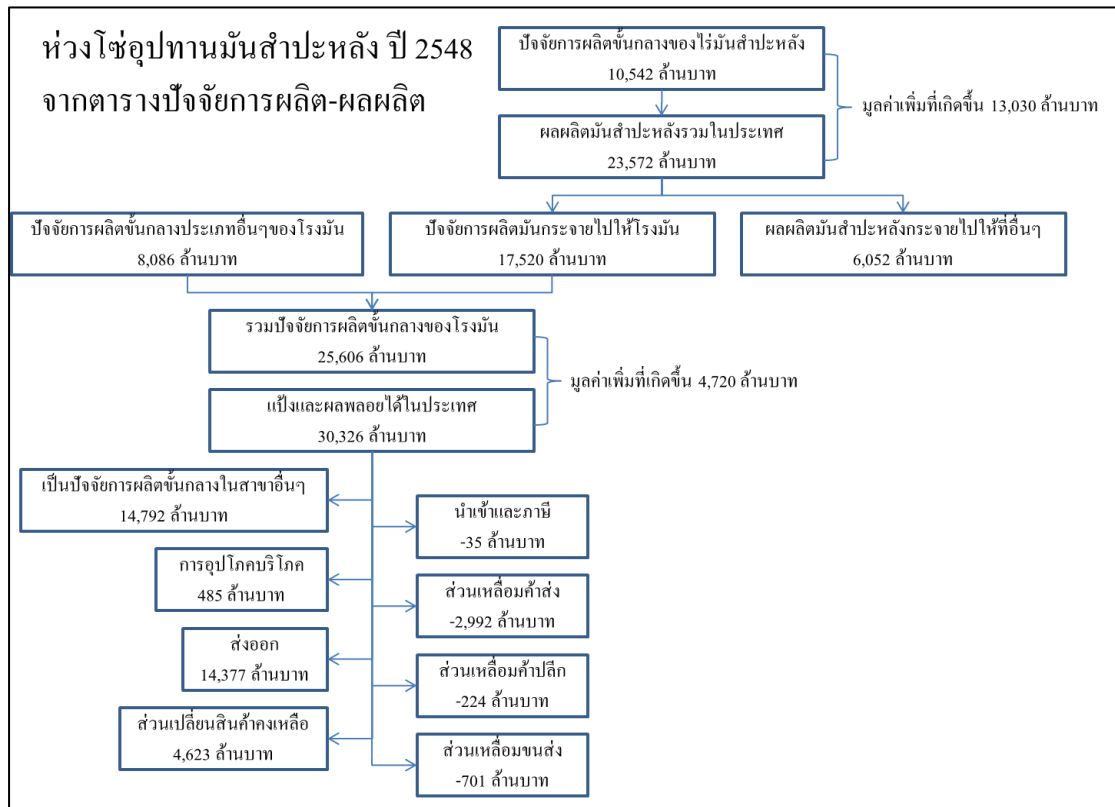 ห่วงโซ่อุปทานมันสำปะหลัง ปี 2548
จากตารางปัจจัยการผลิต-ผลผลิต
ปัจจัยการผลิตขั้นกลางของไร่มันสำปะหลัง
10,542 ล้านบาท
มูลค่าเพิ่มที่เกิดขึ้น 13,030 ล้านบาท
ผลผลิตมันสำปะหลังรวมในประเทศ
23,572 ล้านบาท
ปัจจัยการผลิตขั้นกลางประเภทอื่นๆของโรงมัน
8,086 ล้านบาท
ปัจจัยการผลิตมันกระจายไปให้โรงมัน
17,520 ล้านบาท
ผลผลิตมันสำปะหลังกระจายไปให้ที่อื่นๆ
6,052 ล้านบาท
รวมปัจจัยการผลิตขั้นกลางของโรงมัน
25,606 ล้านบาท
มูลค่าเพิ่มที่เกิดขึ้น 4,720 ล้านบาท
แป้งและผลพลอยได้ในประเทศ
30,326 ล้านบาท
เป็นปัจจัยการผลิตขั้นกลางในสาขาอื่นๆ
14,792 ล้านบาท
นำเข้าและภาษี
-35 ล้านบาท
การอุปโภคบริโภค
485 ล้านบาท
ส่วนเหลื่อมค้าส่ง
-2,992 ล้านบาท
ส่งออก
14,377 ล้านบาท
ส่วนเหลื่อมค้าปลีก
-224 ล้านบาท
ส่วนเปลี่ยนสินค้าคงเหลือ
4,623 ล้านบาท
ส่วนเหลื่อมขนส่ง
-701 ล้านบาท